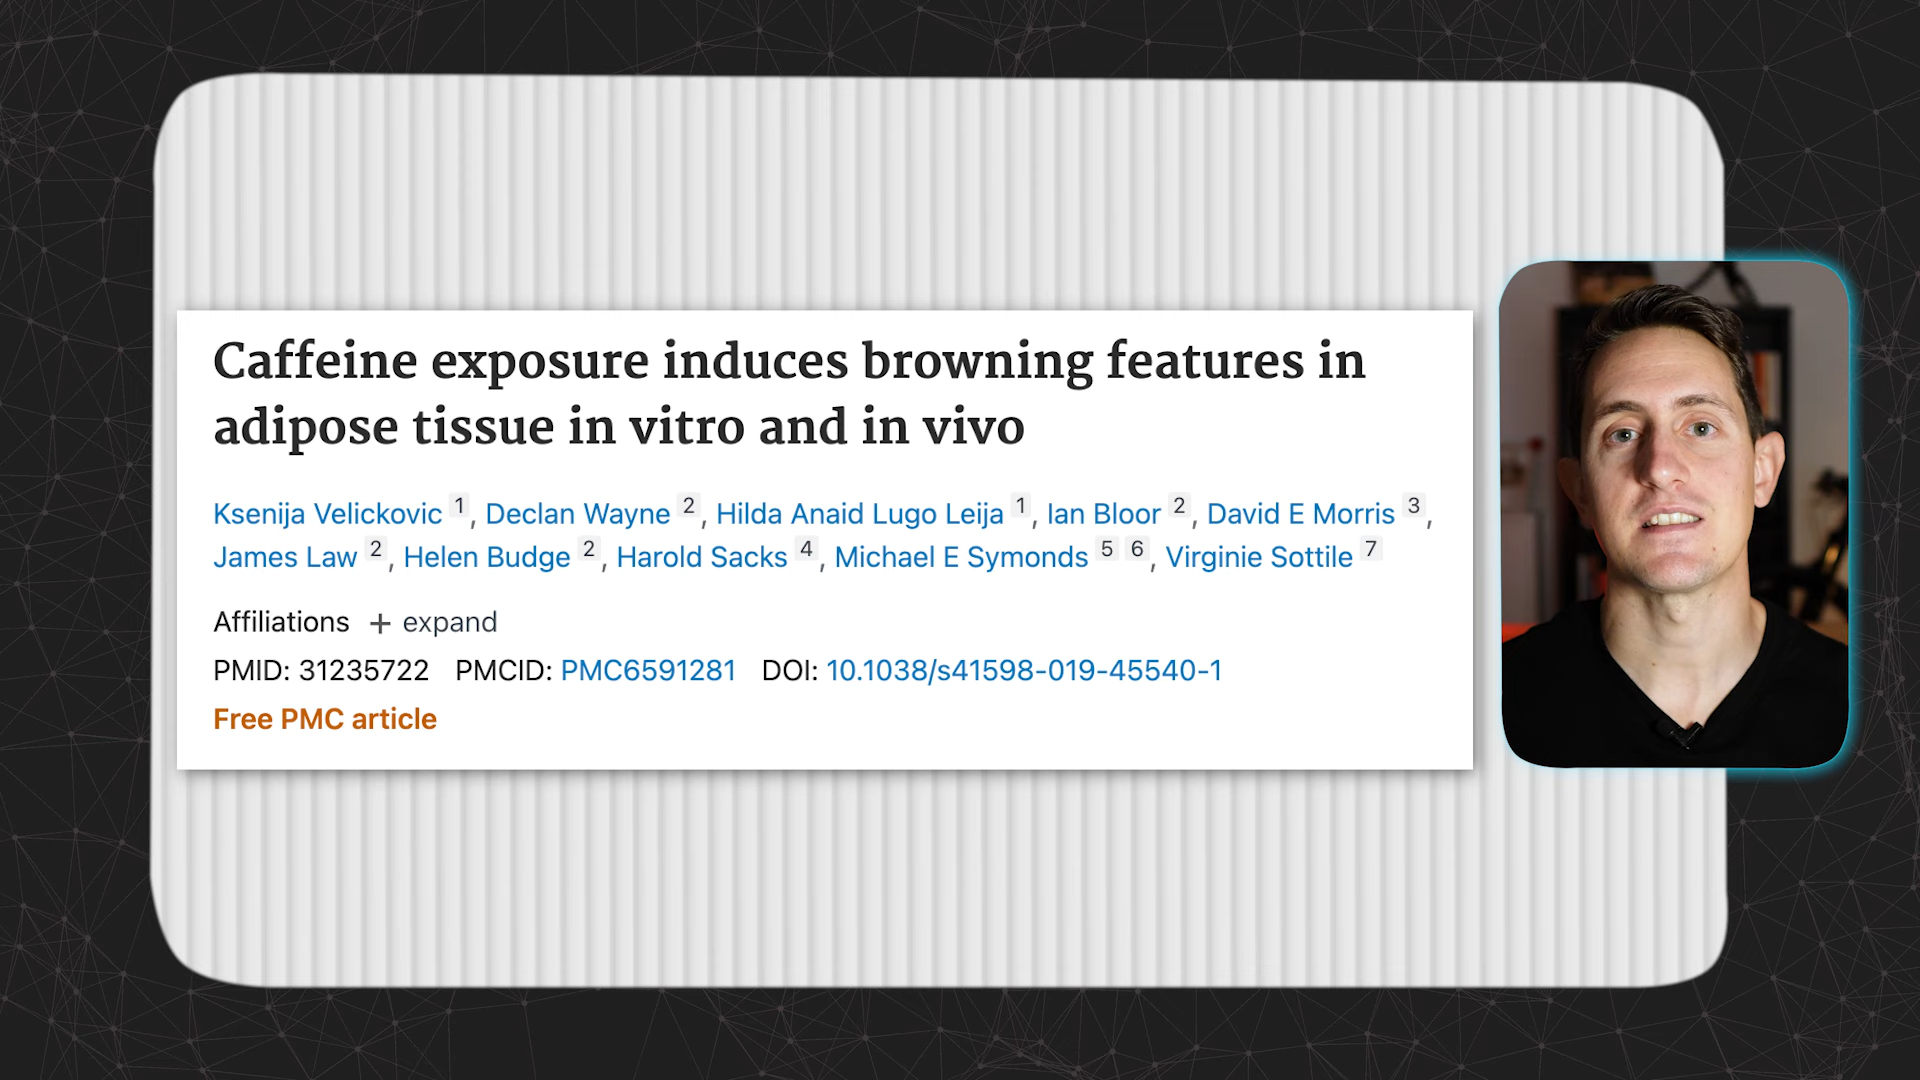 Caffeine exposure induces browning features in
adipose tissue in vitro and in vivo
Ksenija Velickovic 1, Declan Wayne 2, Hilda Anaid Lugo Leija 1, Ian Bloor 2, David E Morris 3,
James Law 2, Helen Budge 2, Harold Sacks 4, Michael E Symonds 5 6, Virginie Sottile 7
Affiliations + expand
PMID: 31235722 PMCID: PMC6591281 DOI: 10.1038/s41598-019-45540-1
Free PMC article